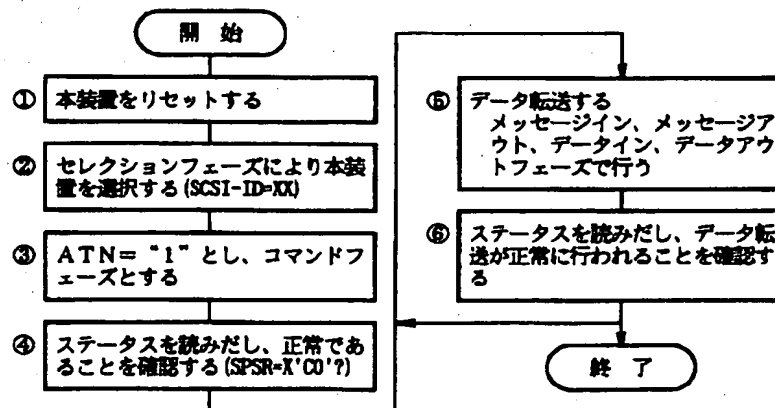 開 始
① 本装置をリセットする
② セレクションフェーズにより本装
置を選択する(SCSI-ID=XX)
③ ATN= “1” とし、コマンドフ
ェーズとする
④ ステータスを読みだし、正常であ
ることを確認する(SPSR=X'C0'?)
⑤ データ転送する
メッセージイン、メッセージア
ウト、データイン、データアウ
トフェーズで行う
⑥ ステータスを読みだし、データ転
送が正常に行われることを確認す
る
終 了